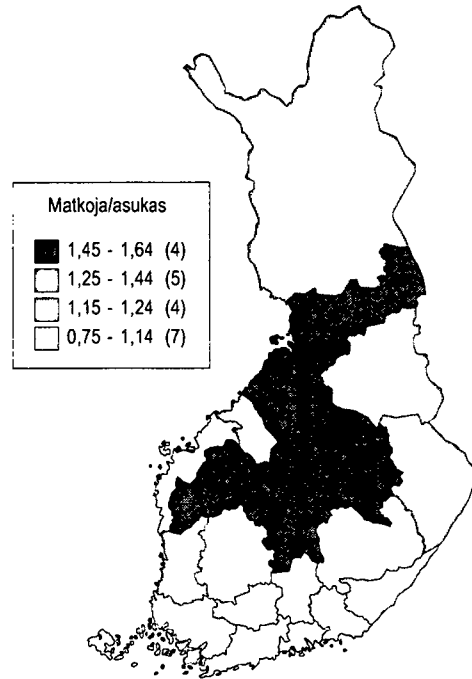 Matkoja/asukas
1,45 - 1,64 (4)
1,25 - 1,44 (5)
1,15 - 1,24 (4)
0,75 - 1,14 (7)